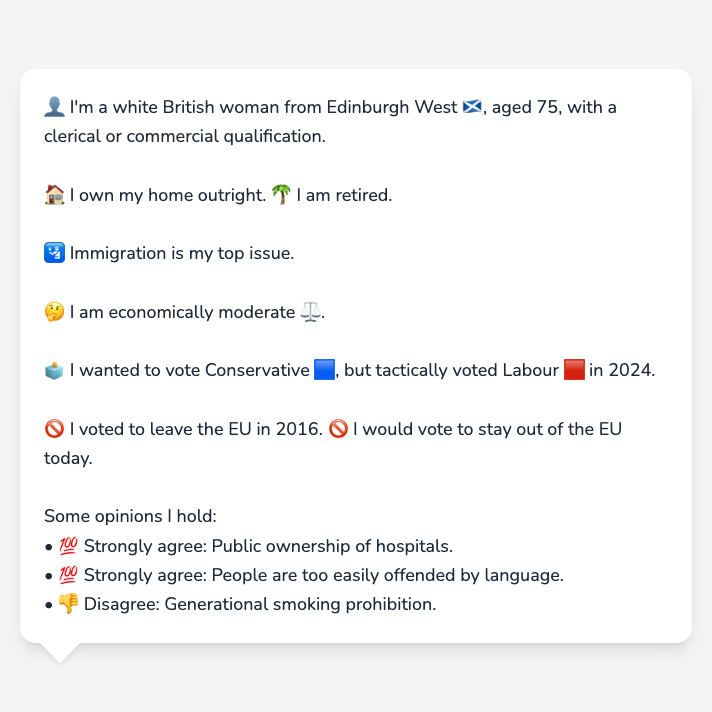 👤 I'm a white British woman from Edinburgh West 🏴󠁧󠁢󠁳󠁣󠁴󠁿, aged 75, with a
clerical or commercial qualification.
🏠 I own my home outright. 🌴 I am retired.
🛂 Immigration is my top issue.
🤔 I am economically moderate ⚖️.
🗳️ I wanted to vote Conservative 🟦, but tactically voted Labour 🟥 in 2024.
🚫 I voted to leave the EU in 2016. 🚫 I would vote to stay out of the EU
today.
Some opinions I hold:
• 💯 Strongly agree: Public ownership of hospitals.
• 💯 Strongly agree: People are too easily offended by language.
• 👎 Disagree: Generational smoking prohibition.